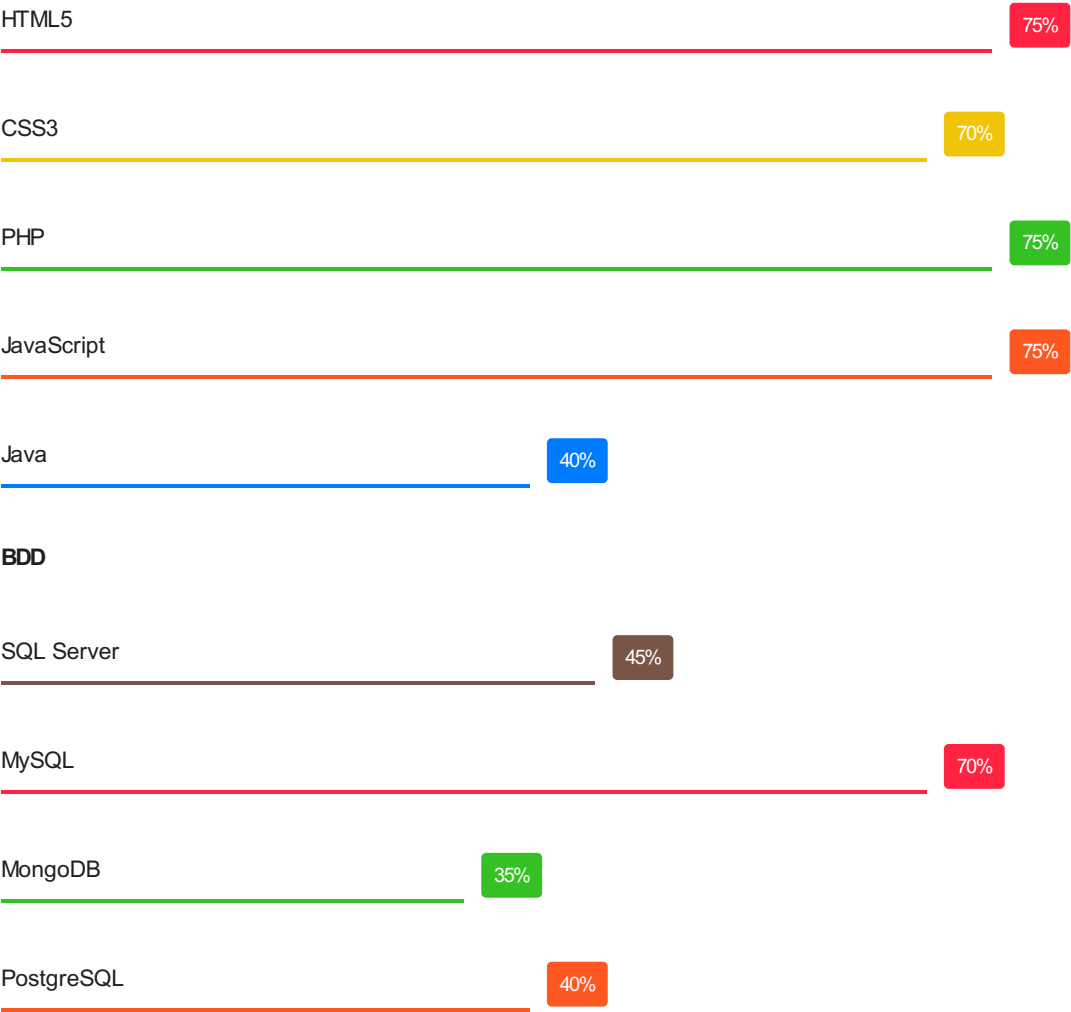 HTML5 75%
CSS3 70%
PHP 75%
JavaScript 75%
Java 40%
BDD
SQL Server 45%
MySQL 70%
MongoDB 35%
PostgreSQL 40%